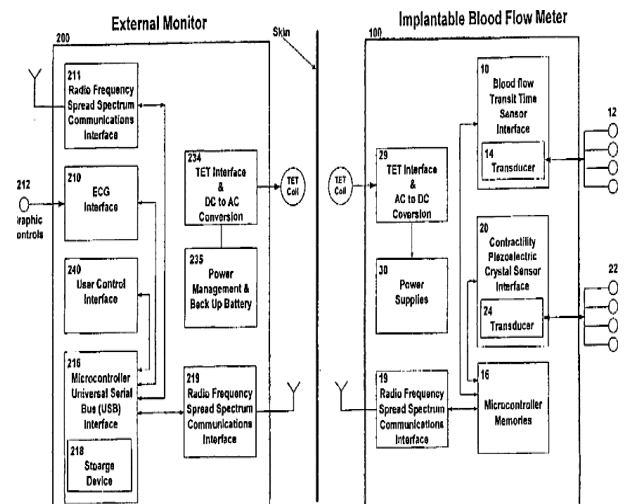 External Monitor
Skin
Implantable Blood Flow Meter
200
211
Radio Frequency
Spread Spectrum
Communications
Interface
212
raphic
ontrols
210
ECG
Interface
240
User Control
Interface
216
Microcontroller
Universal Serial
Bus (USB)
Interface
218
Stoarge
Device
234
TET Interface
&
DC to AC
Conversion
TET
Coil
235
Power
Management &
Back Up Battery
219
Radio Frequency
Spread Spectrum
Communications
Interface
100
TET
Coil
29
TET Interface
&
AC to DC
Coversion
30
Power
Supplies
19
Radio Frequency
Spread Spectrum
Communications
Interface
10
Blood flow
Transit Time
Sensor
Interface
14
Transducer
12
20
Contractility
Piezoelectric
Crystal Sensor
Interface
24
Transducer
22
16
Microcontroller
Memories